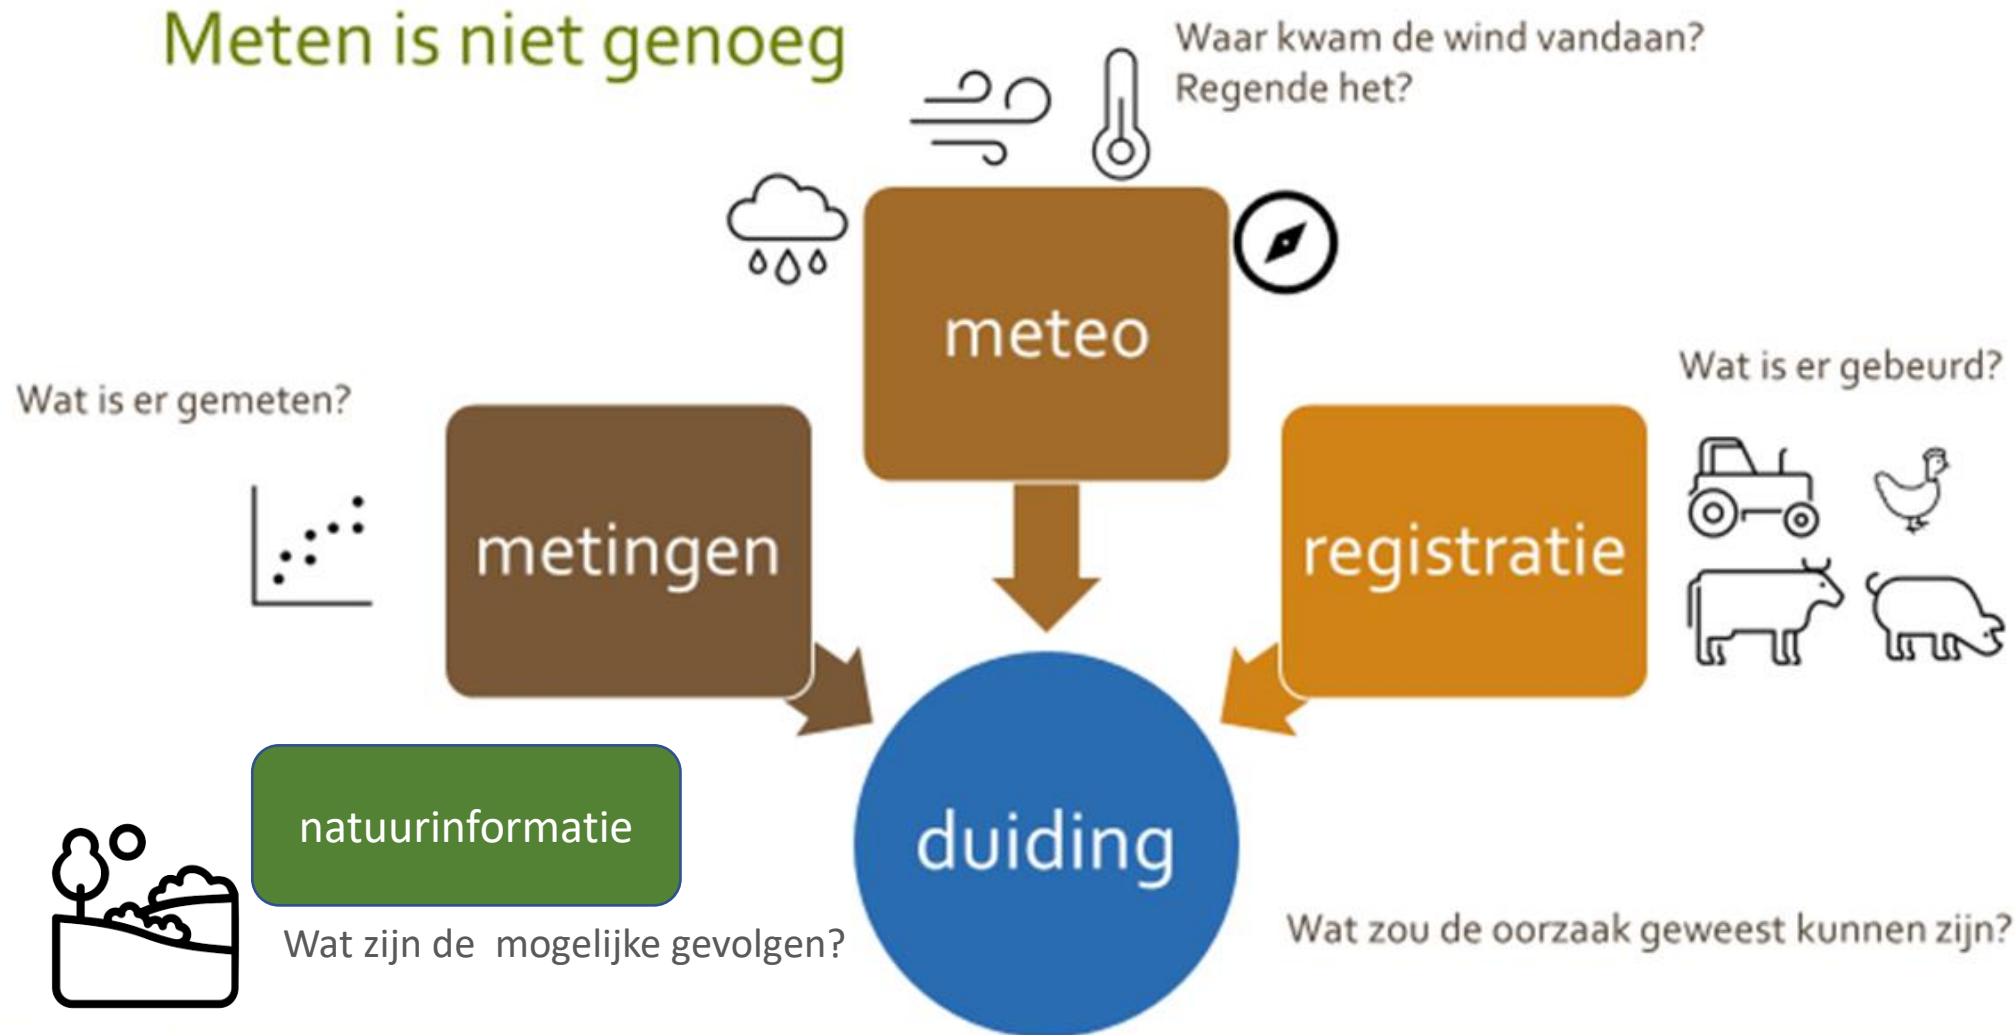 Meten is niet genoeg
Waar kwam de wind vandaan?
Regende het?
meteo
Wat is er gemeten?
metingen
Wat is er gebeurd?
registratie
natuurinformatie
Wat zijn de  mogelijke gevolgen?
duiding
Wat zou de oorzaak geweest kunnen zijn?